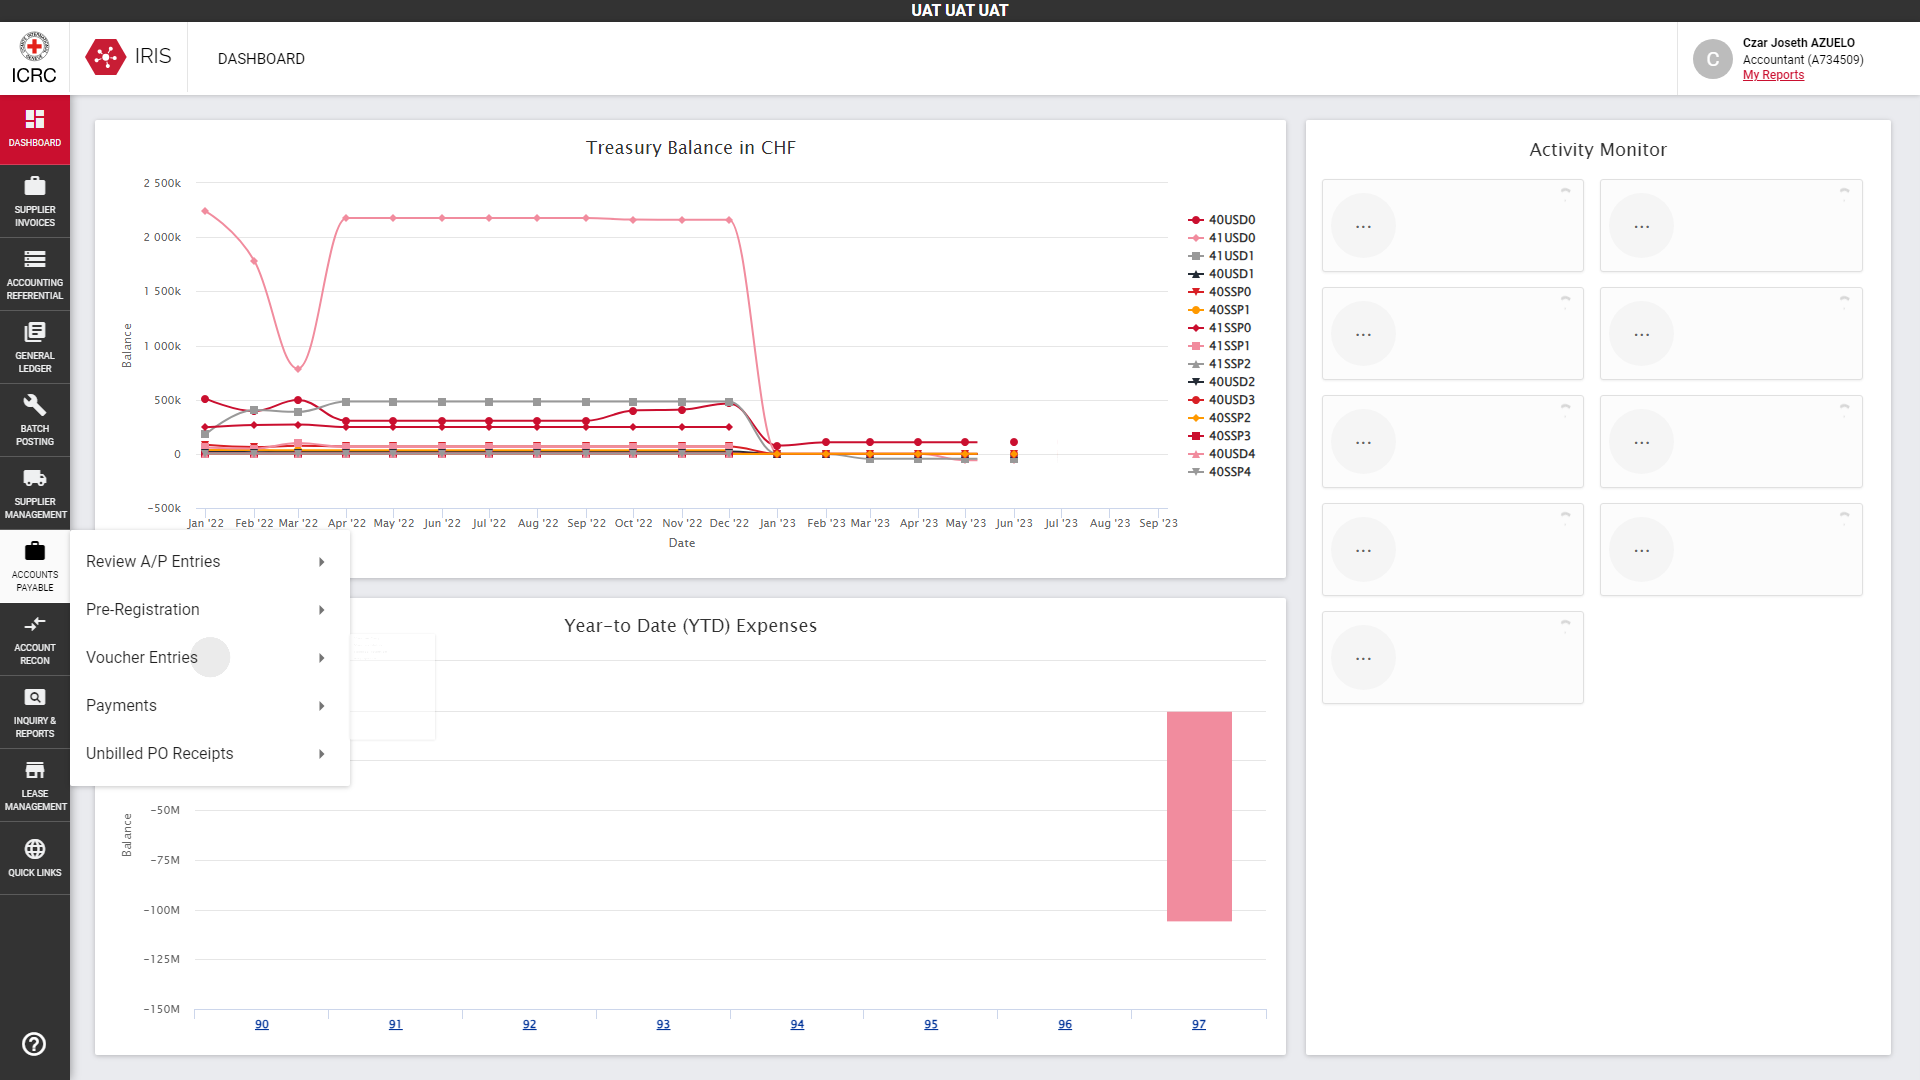 UAT UAT UAT
ICRC
IRIS
DASHBOARD
C
Czar Joseth AZUELO
Accountant (A734509)
My Reports
DASHBOARD
SUPPLIER
INVOICES
ACCOUNTING
REFERENTIAL
GENERAL
LEDGER
BATCH
POSTING
SUPPLIER
MANAGEMENT
ACCOUNTS
PAYABLE
ACCOUNT
RECON
INQUIRY &
REPORTS
LEASE
MANAGEMENT
QUICK LINKS
Review A/P Entries
Pre-Registration
Voucher Entries
Payments
Unbilled PO Receipts
Treasury Balance in CHF
2 500k
2 000k
1 500k
1 000k
500k
0
-500k
Balance
Jan '22 Feb '22 Mar '22 Apr '22 May '22 Jun '22 Jul '22 Aug '22 Sep '22 Oct '22 Nov '22 Dec '22 Jan '23 Feb '23 Mar '23 Apr '23 May '23 Jun '23 Jul '23 Aug '23 Sep '23
Date
40USD0
41USD0
41USD1
40USD1
40SSP0
40SSP1
41SSP0
41SSP1
41SSP2
40USD2
40USD3
40SSP2
40SSP3
40USD4
40SSP4
Year-to Date (YTD) Expenses
Balance
-50M
-75M
-100M
-125M
-150M
90 91 92 93 94 95 96 97
Activity Monitor
... ...
... ...
... ...
... ...
...